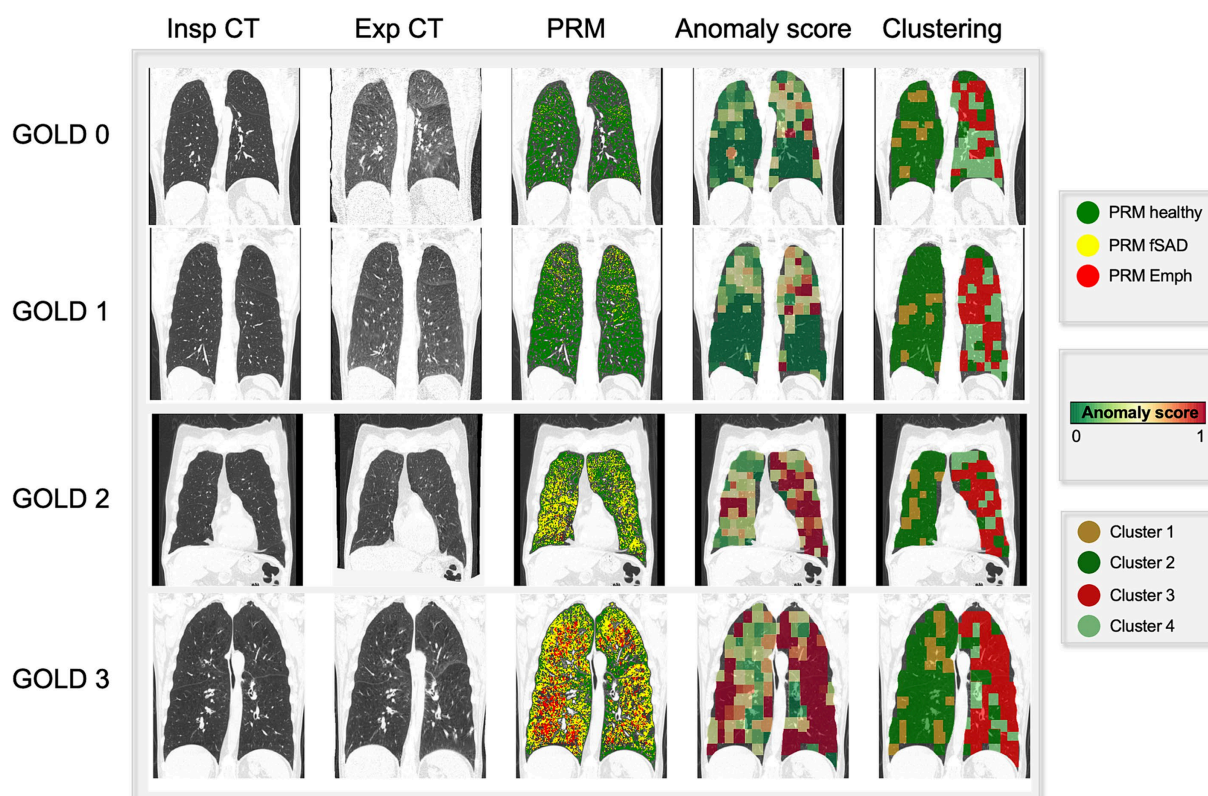 Insp CT Exp CT PRM Anomaly score Clustering
GOLD 0
GOLD 1
GOLD 2
GOLD 3
PRM healthy
PRM fSAD
PRM Emph
Anomaly score
0 1
Cluster 1
Cluster 2
Cluster 3
Cluster 4